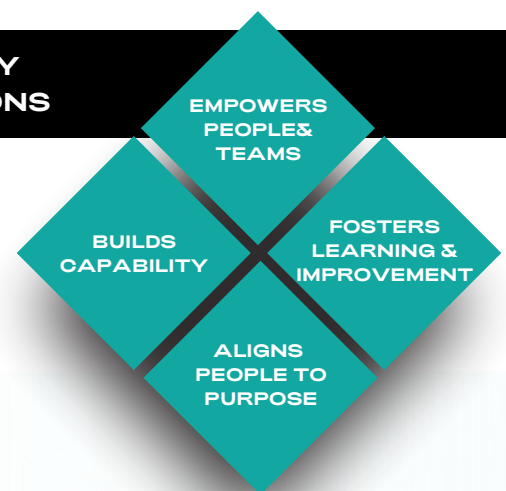 EMPOWERS
PEOPLE&
TEAMS
BUILDS
CAPABILITY
FOSTERS
LEARNING &
IMPROVEMENT
ALIGNS
PEOPLE TO
PURPOSE